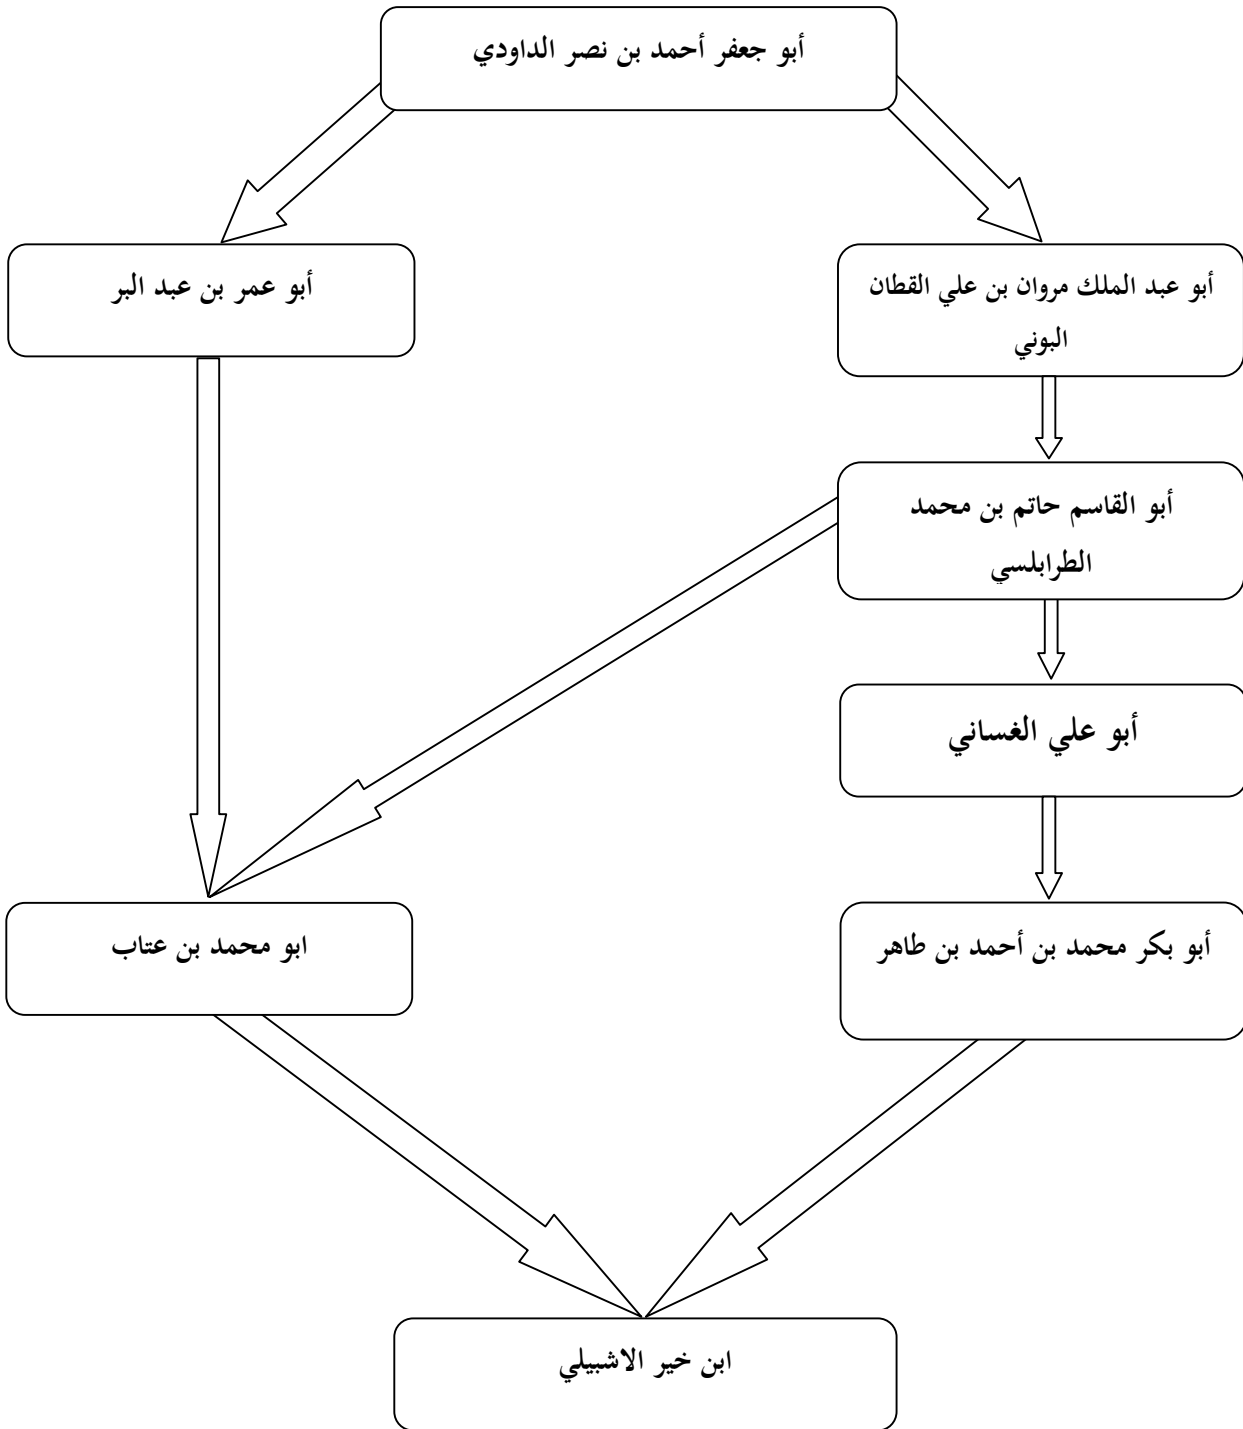 أبو جعفر أحمد بن نصر الداودي
أبو عبد الملك مروان بن علي القطان
البوني
أبو عمر بن عبد البر
أبو القاسم حاتم بن محمد
الطرابلسي
أبو علي الغساني
أبو بكر محمد بن أحمد بن طاهر
ابو محمد بن عتاب
ابن خير الاشبيلي